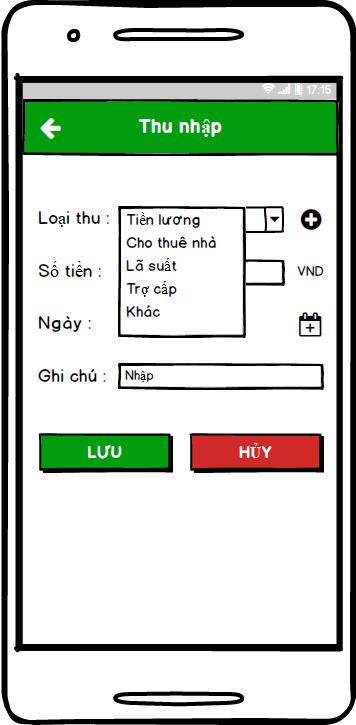 17:15
Thu nhập
Loại thu :
Tiền lương
Cho thuê nhà
Lã suất
Trợ cấp
Khác
Số tiền :
VND
Ngày :
Ghi chú :
Nhập
LƯU
HỦY